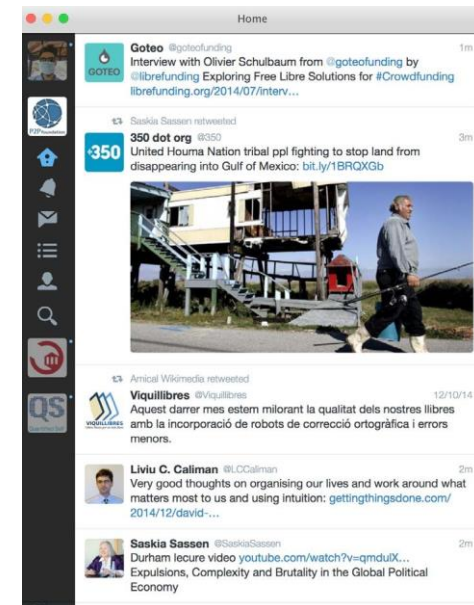 Home
Goteo @goteofunding 1m
Interview with Olivier Schulbaum from @goteofunding by
@librefunding Exploring Free Libre Solutions for #Crowdfunding
librefunding.org/2014/07/interv…
GOTEO
P2Pfoundation
Saskia Sassen retweeted
350 dot org @350 3m
United Houma Nation tribal ppl fighting to stop land from
disappearing into Gulf of Mexico: bit.ly/1BRQXGb
350
Amical Wikimedia retweeted
Viquillibres @Viquillibres 12/10/14
Aquest darrer mes estem milorant la qualitat dels nostres llibres
amb la incorporació de robots de correcció ortogràfica i errors
menors.
VIQUILLIBRES
QS
Liviu C. Caliman @LCCaliman 2m
Very good thoughts on organising our lives and work around what
matters most to us and using intuition: gettingthingsdone.com/
2014/12/david-…
Saskia Sassen @SaskiaSassen 2m
Durham lecure video youtube.com/watch?v=qmdulX…
Expulsions, Complexity and Brutality in the Global Political
Economy